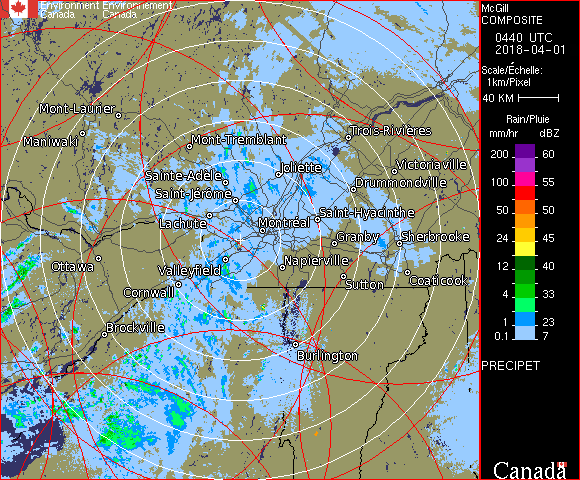 Environment Environnement
Canada Canada
McGill
COMPOSITE
0440 UTC
2018-04-01
Scale/Échelle:
1km/Pixel
40 KM
Rain/Pluie
mm/hr dBZ
200 60
100 55
50 50
24 45
12 40
4 33
1 23
0.1 7
PRECIPET
Canada
Mont-Laurier
Maniwaki
Mont-Tremblant
Trois-Rivières
Sainte-Adèle
Joliette
Victoriaville
Saint-Jérôme
Drummondville
Lachute
Montréal
Saint-Hyacinthe
Granby
Sherbrooke
Ottawa
Valleyfield
Napierville
Cornwall
Sutton
Coaticook
Brockville
Burlington